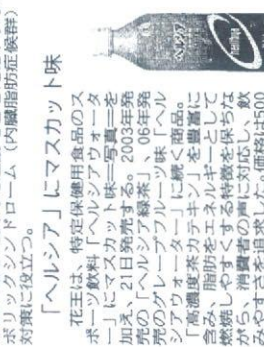 ボリックシンドローム（内臓脂肪症候群）
対策に役立つ。
「ヘルシア」にマスカット味
花王は、特定保健用食品のス
ポーツ飲料「ヘルシアウォータ
ー」にマスカット味＝写真＝を
加え、21日発売する。2003年発
売の「ヘルシア緑茶」、06年発
売のグレープフルーツ味「ヘル
シアウォーター」に続く商品。
「高濃度茶カテキン」を豊富に
含み、脂肪をエネルギーとして
燃焼しやすくする特徴を保ちな
がら、消費者の声に対応し、飲
みやすさを追求した。価格は500
ヘルシア